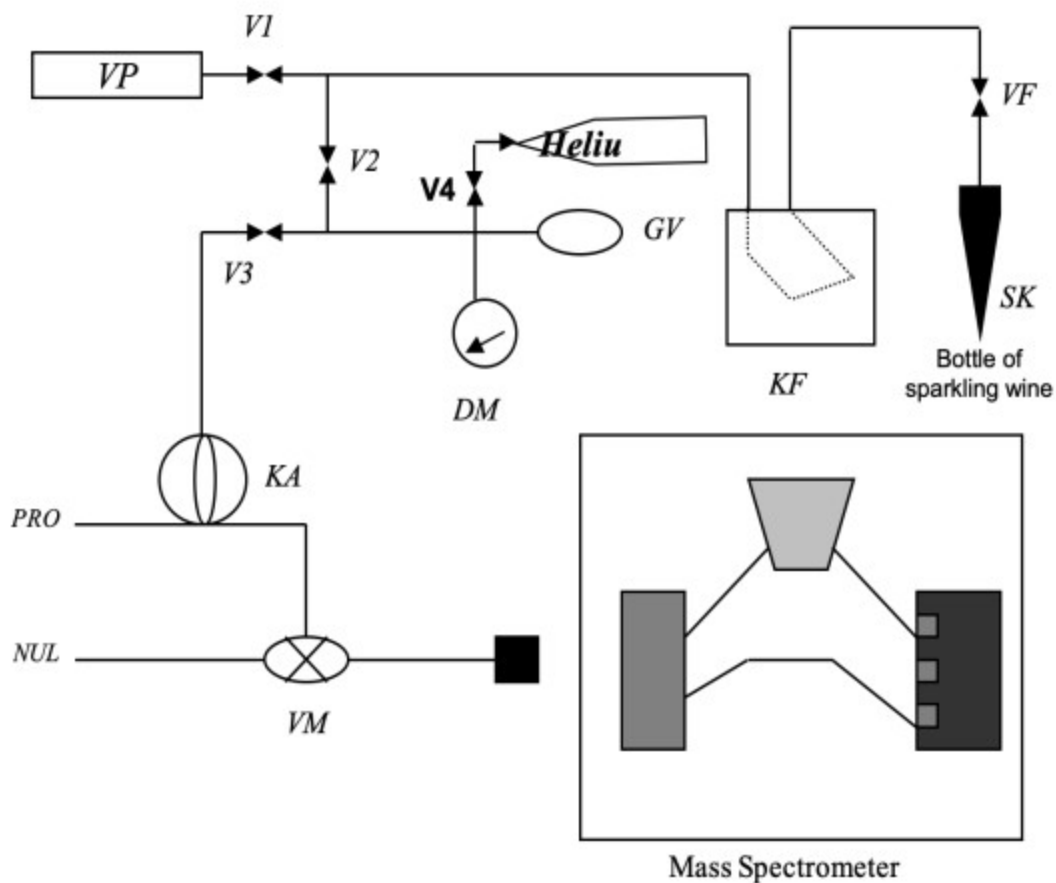 V1
VP
VF
Heliu
V2
V4
GV
V3
SK
Bottle of
sparkling wine
KF
DM
KA
PRO
NUL
VM
Mass Spectrometer